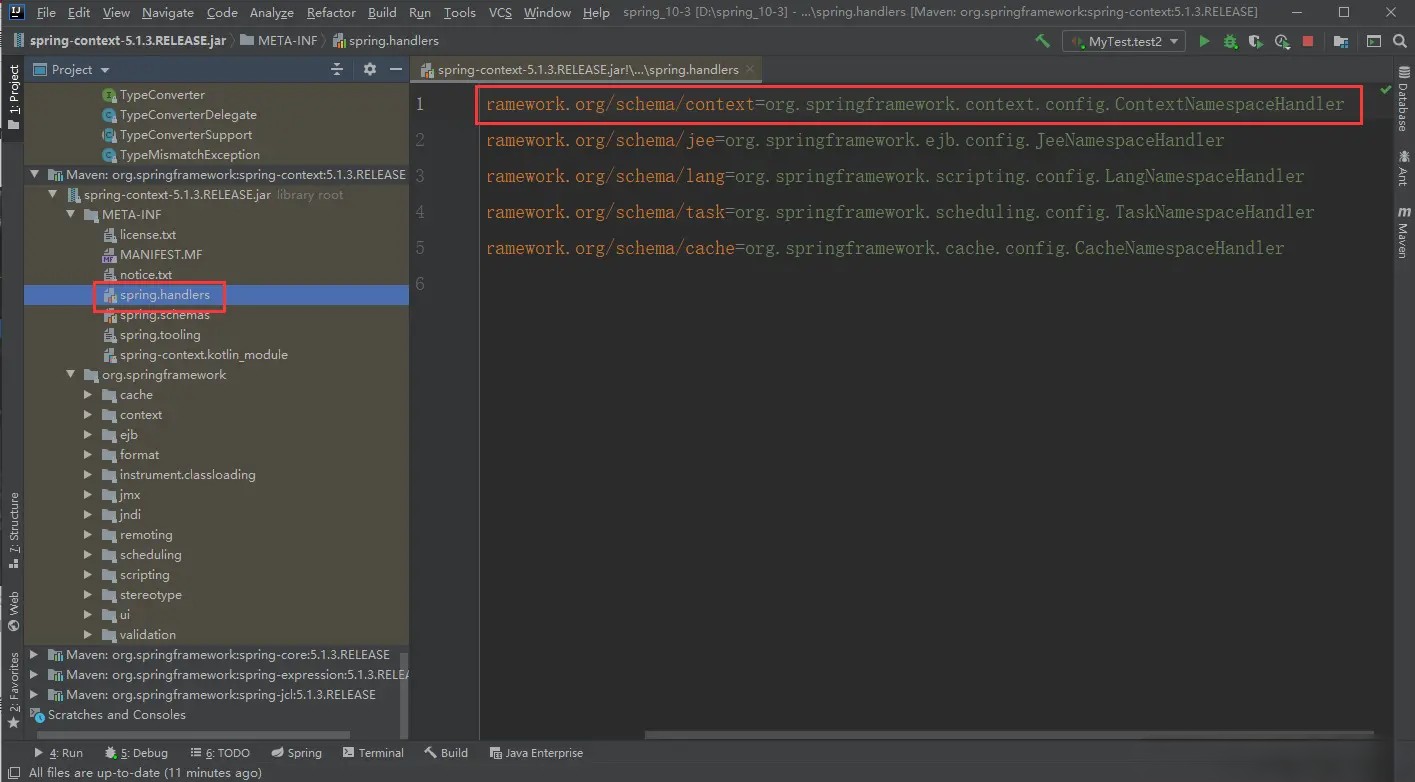 File Edit View Navigate Code Analyze Refactor Build Run Tools VCS Window Help spring_10-3 [D:\spring_10-3] - ...\spring.handlers [Maven: org.springframework:spring-context:5.1.3.RELEASE]
spring-context-5.1.3.RELEASE.jar META-INF spring.handlers MyTest.test2
Project
spring-context-5.1.3.RELEASE.jar!\...\spring.handlers
1: Project
7: Structure
Web
2: Favorites
TypeConverter
TypeConverterDelegate
TypeConverterSupport
TypeMismatchException
Maven: org.springframework:spring-context:5.1.3.RELEASE
spring-context-5.1.3.RELEASE.jar library root
META-INF
license.txt
MANIFEST.MF
notice.txt
spring.handlers
spring.schemas
spring.tooling
spring-context.kotlin_module
org.springframework
cache
context
ejb
format
instrument.classloading
jmx
jndi
remoting
scheduling
scripting
stereotype
ui
validation
Maven: org.springframework:spring-core:5.1.3.RELEASE
Maven: org.springframework:spring-expression:5.1.3.RELEA
Maven: org.springframework:spring-jcl:5.1.3.RELEASE
Scratches and Consoles
1 ramework.org/schema/context=org.springframework.context.config.ContextNamespaceHandler
2 ramework.org/schema/jee=org.springframework.ejb.config.JeeNamespaceHandler
3 ramework.org/schema/lang=org.springframework.scripting.config.LangNamespaceHandler
4 ramework.org/schema/task=org.springframework.scheduling.config.TaskNamespaceHandler
5 ramework.org/schema/cache=org.springframework.cache.config.CacheNamespaceHandler
6
Database
Ant
m Maven
4: Run 5: Debug 6: TODO Spring Terminal Build Java Enterprise
All files are up-to-date (11 minutes ago)